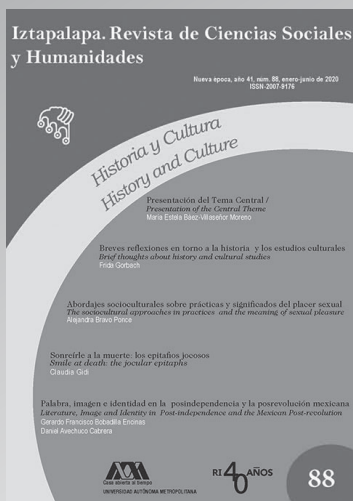 Iztapalapa. Revista de Ciencias Sociales
y Humanidades
Nueva época, año 41, núm. 88, enero-junio de 2020
ISSN-2007-9176
Historia y Cultura
History and Culture
Presentación del Tema Central /
Presentation of the Central Theme
María Estela Báez-Villaseñor Moreno
Breves reflexiones en torno a la historia y los estudios culturales
Brief thoughts about history and cultural studies
Frida Gorbach
Abordajes socioculturales sobre prácticas y significados del placer sexual
The sociocultural approaches in practices and the meaning of sexual pleasure
Alejandra Bravo Ponce
Sonreírle a la muerte: los epitafios jocosos
Smile at death: the jocular epitaphs
Claudia Gidi
Palabra, imagen e identidad en la posindependencia y la posrevolución mexicana
Literature, Image and Identity in Post-independence and the Mexican Post-revolution
Gerardo Francisco Bobadilla Encinas
Daniel Avechuco Cabrera
Casa abierta al tiempo
UNIVERSIDAD AUTÓNOMA METROPOLITANA
RI 40 AÑOS
88